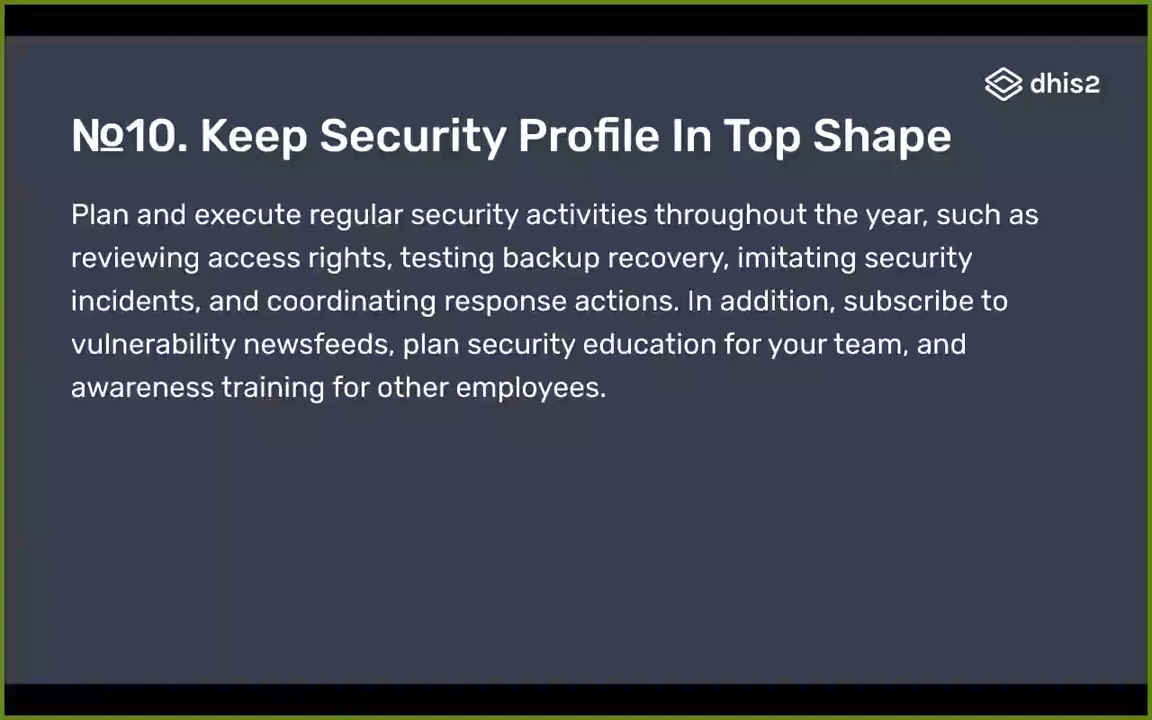 dhis2
№10. Keep Security Profile In Top Shape
Plan and execute regular security activities throughout the year, such as
reviewing access rights, testing backup recovery, imitating security
incidents, and coordinating response actions. In addition, subscribe to
vulnerability newsfeeds, plan security education for your team, and
awareness training for other employees.